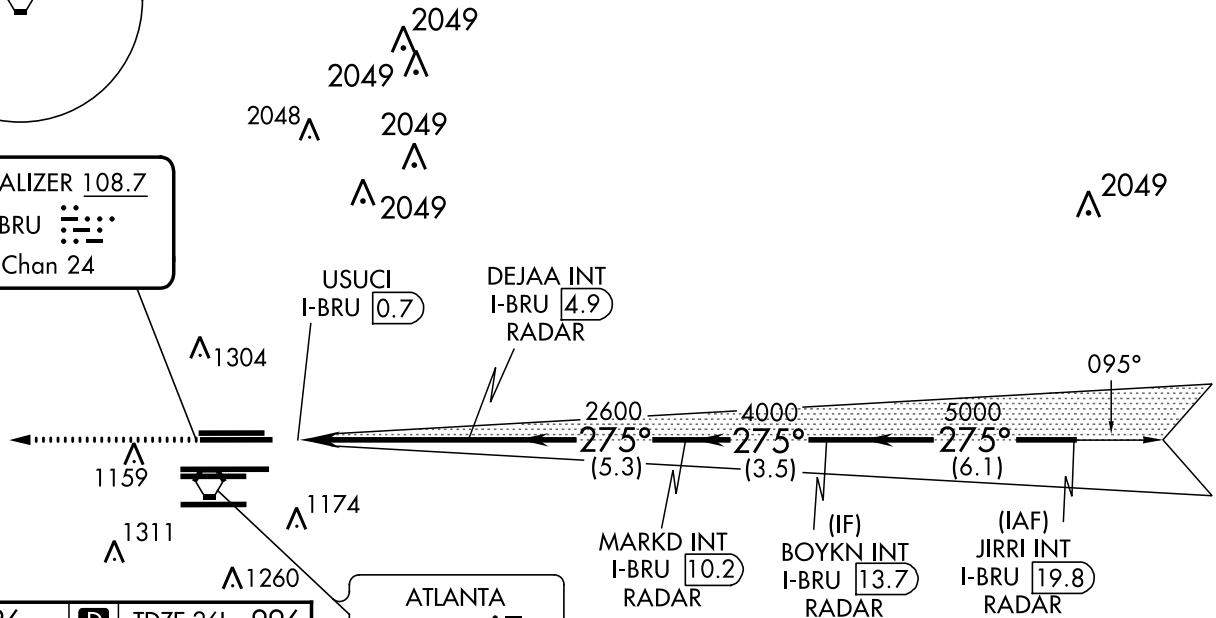 2049
2049
2048
2049
2049
2049
ALIZER 108.7
BRU
Chan 24
USUCI
I-BRU 0.7
DEJAA INT
I-BRU 4.9
RADAR
1304
095°
2600
4000
5000
275°
275°
275°
(5.3)
(3.5)
(6.1)
1159
1174
1311
1260
MARKD INT
I-BRU 10.2
RADAR
(IF)
BOYKN INT
I-BRU 13.7
RADAR
(IAF)
JIRRI INT
I-BRU 19.8
RADAR
ATLANTA
D